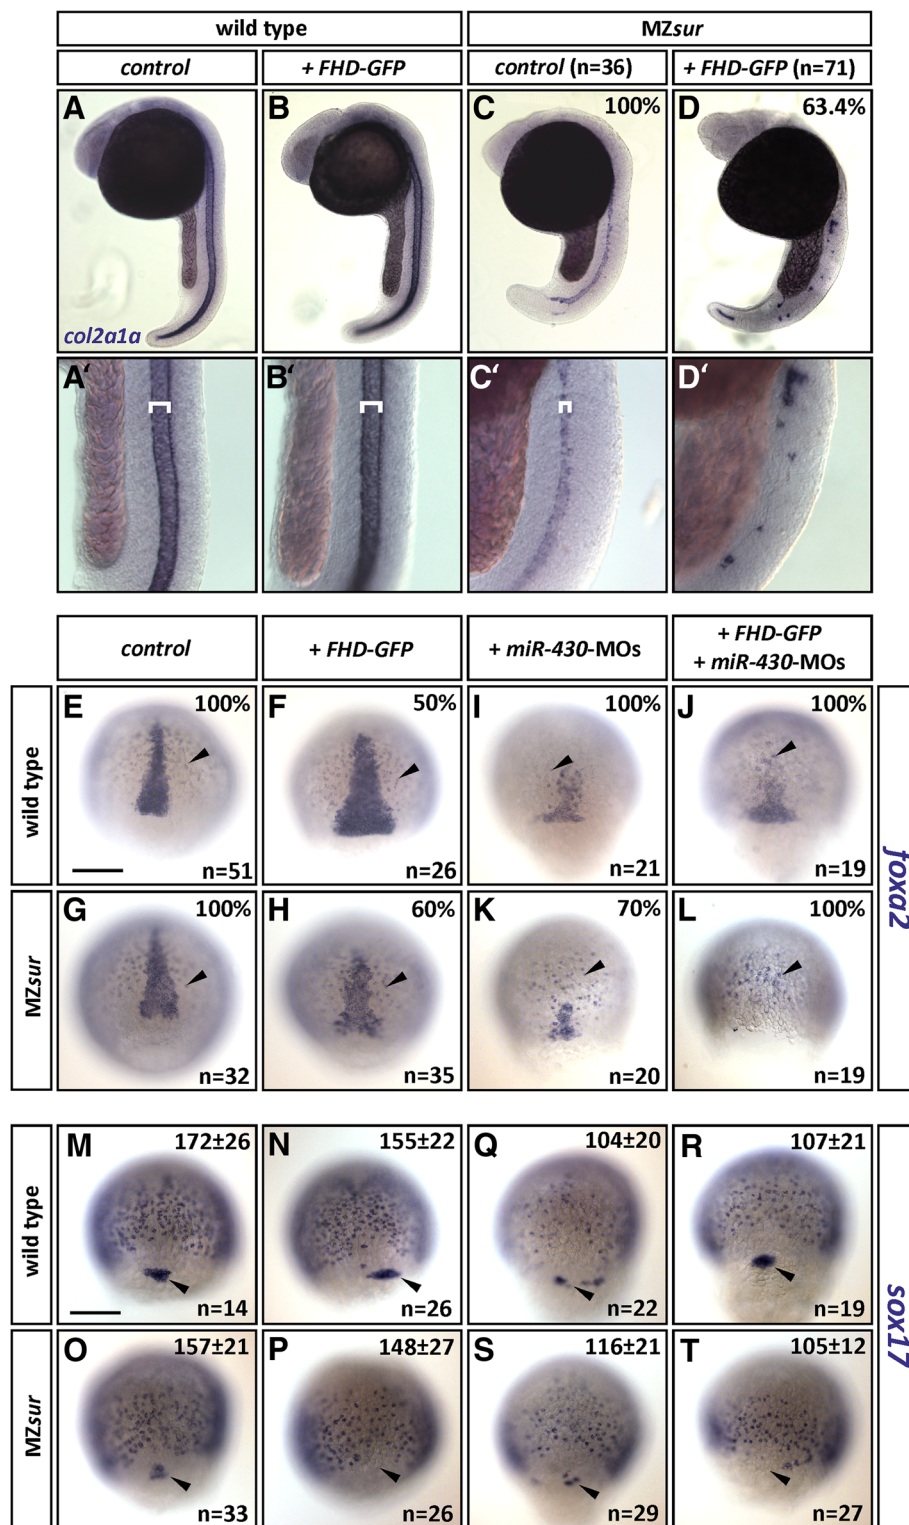 wild type
MZsur
control
+ FHD-GFP
control (n=36)
+ FHD-GFP (n=71)
A
B
C
100%
D
63.4%
col2a1a
A‘
B‘
C‘
D‘
control
+ FHD-GFP
+ miR-430-MOs
+ FHD-GFP
+ miR-430-MOs
wild type
E
100%
n=51
F
50%
n=26
I
100%
n=21
J
100%
n=19
foxa2
MZsur
G
100%
n=32
H
60%
n=35
K
70%
n=20
L
100%
n=19
wild type
M
172±26
n=14
N
155±22
n=26
Q
104±20
n=22
R
107±21
n=19
sox17
MZsur
O
157±21
n=33
P
148±27
n=26
S
116±21
n=29
T
105±12
n=27